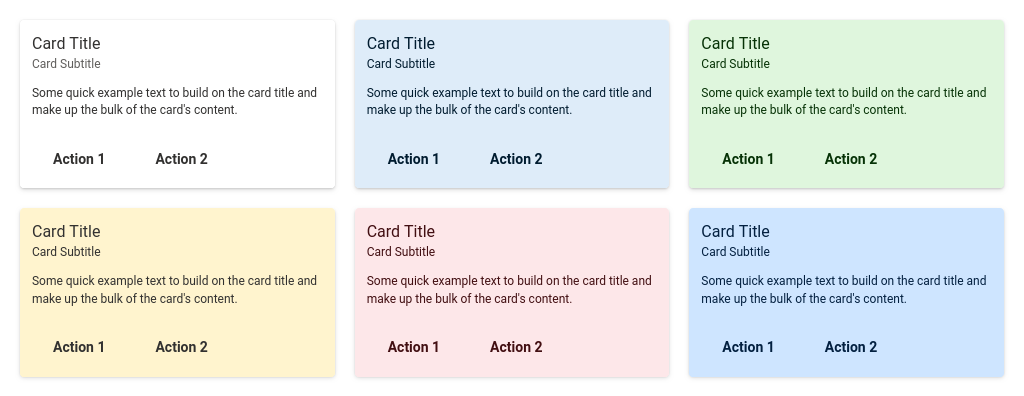 Card Title
Card Subtitle
Some quick example text to build on the card title and
make up the bulk of the card's content.
Action 1 Action 2
Card Title
Card Subtitle
Some quick example text to build on the card title and
make up the bulk of the card's content.
Action 1 Action 2
Card Title
Card Subtitle
Some quick example text to build on the card title and
make up the bulk of the card's content.
Action 1 Action 2
Card Title
Card Subtitle
Some quick example text to build on the card title and
make up the bulk of the card's content.
Action 1 Action 2
Card Title
Card Subtitle
Some quick example text to build on the card title and
make up the bulk of the card's content.
Action 1 Action 2
Card Title
Card Subtitle
Some quick example text to build on the card title and
make up the bulk of the card's content.
Action 1 Action 2